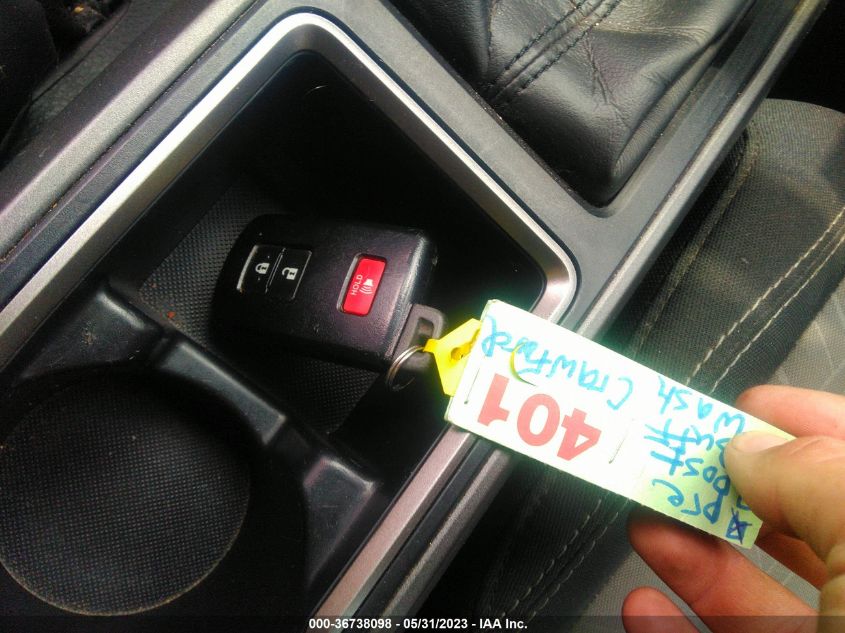 HOLD
401
Crawford
pre
post
buff
wash
000-36738098 - 05/31/2023 - IAA Inc.